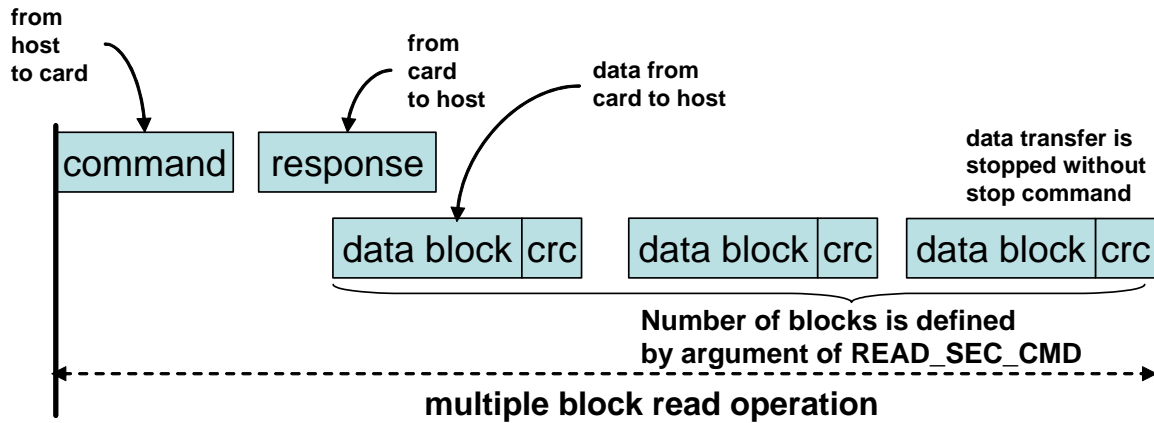 from
host
to card
from
card
to host
data from
card to host
command
response
data transfer is
stopped without
stop command
data block crc
data block crc
data block crc
Number of blocks is defined
by argument of READ_SEC_CMD
multiple block read operation